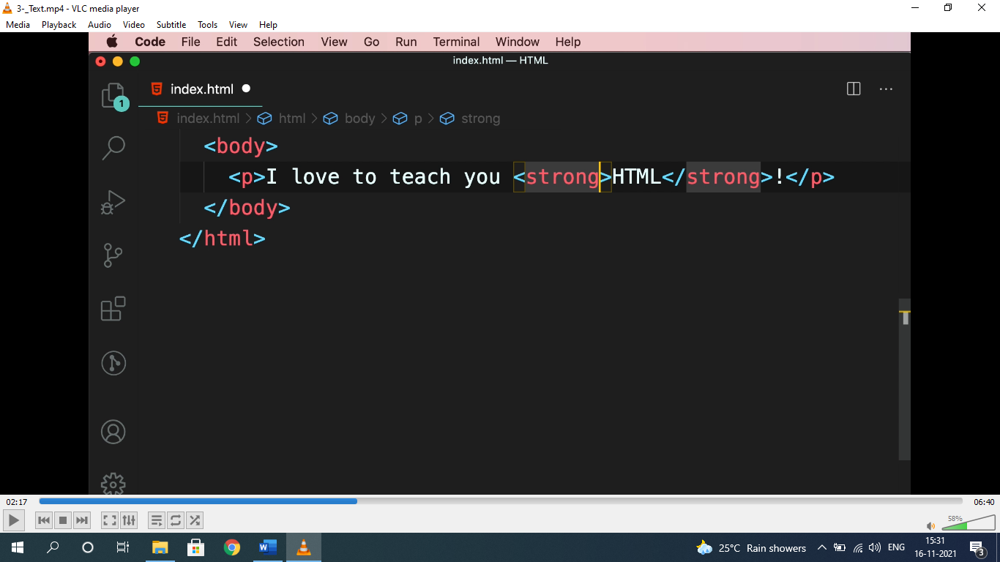 3-_Text.mp4 - VLC media player
Media Playback Audio Video Subtitle Tools View Help
Code File Edit Selection View Go Run Terminal Window Help
index.html — HTML
index.html
1
index.html > html > body > p > strong
<body>
<p>I love to teach you <strong>HTML</strong>!</p>
</body>
</html>
02:17 06:40
58%
25°C Rain showers ENG 15:31
16-11-2021
3